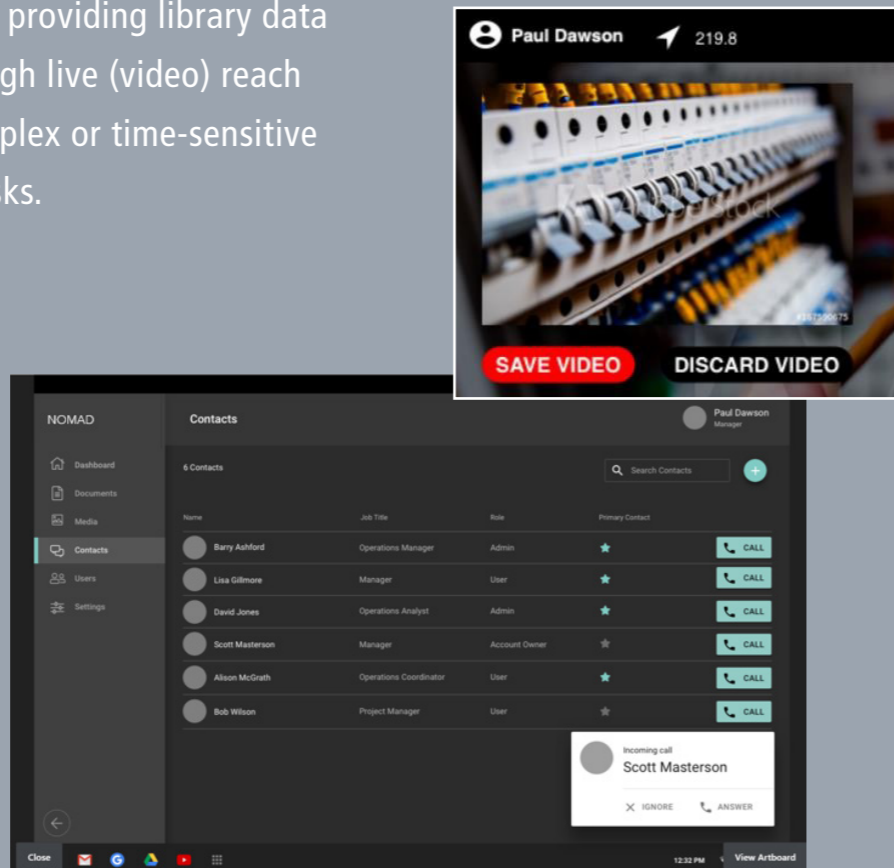 providing library data
gh live (video) reach
plex or time-sensitive
sks.
Paul Dawson 219.8
Adobe Stock
SAVE VIDEO DISCARD VIDEO
NOMAD Contacts Paul Dawson
Manager
Dashboard
Documents
Media
Contacts
Users
Settings
6 Contacts Search Contacts +
Name Job Title Role Primary Contact
Barry Ashford Operations Manager Admin CALL
Lisa Gillmore Manager User CALL
David Jones Operations Analyst Admin CALL
Scott Masterson Manager Account Owner CALL
Alison McGrath Operations Coordinator User CALL
Bob Wilson Project Manager User CALL
Incoming call
Scott Masterson
IGNORE ANSWER
Close 12:32 PM View Artboard